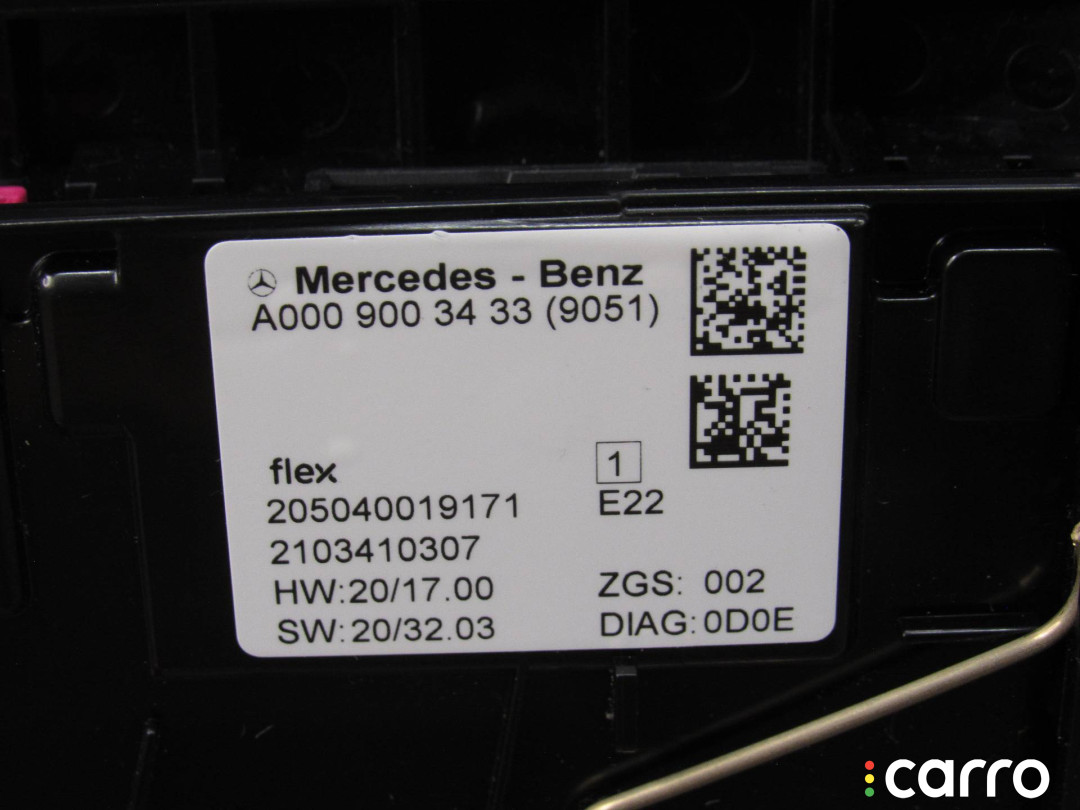 Mercedes - Benz
A000 900 34 33 (9051)
flex
1
205040019171
E22
2103410307
HW:20/17.00
ZGS: 002
SW:20/32.03
DIAG:0D0E
carro